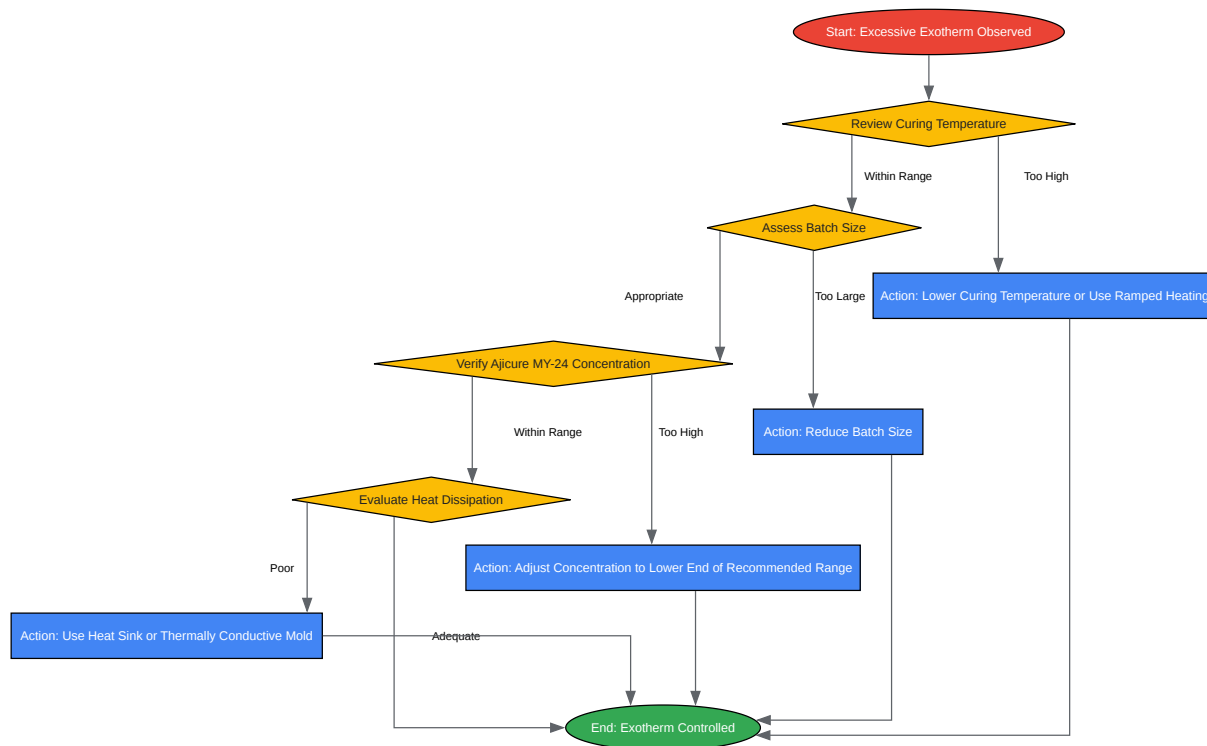 Start: Excessive Exotherm Observed
Review Curing Temperature
Within Range
Too High
Assess Batch Size
Appropriate
Too Large
Action: Lower Curing Temperature or Use Ramped Heating
Verify Ajicure MY-24 Concentration
Within Range
Too High
Action: Reduce Batch Size
Evaluate Heat Dissipation
Poor
Action: Adjust Concentration to Lower End of Recommended Range
Action: Use Heat Sink or Thermally Conductive Mold
Adequate
End: Exotherm Controlled